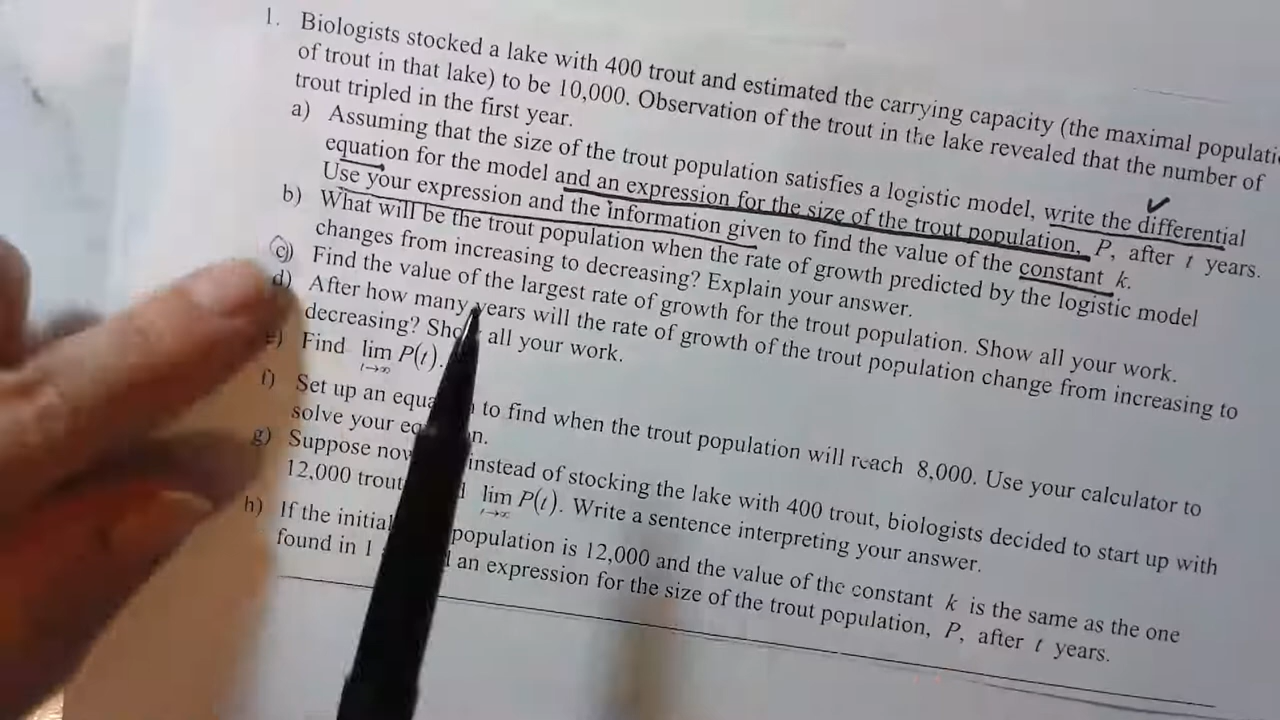 1. Biologists stocked a lake with 400 trout and estimated the carrying capacity (the maximal populati
of trout in that lake) to be 10,000. Observation of the trout in the lake revealed that the number of
trout tripled in the first year.
a) Assuming that the size of the trout population satisfies a logistic model, write the differential
equation for the model and an expression for the size of the trout population, P, after t years.
Use your expression and the information given to find the value of the constant k.
b) What will be the trout population when the rate of growth predicted by the logistic model
changes from increasing to decreasing? Explain your answer.
c) Find the value of the largest rate of growth for the trout population. Show all your work.
d) After how many years will the rate of growth of the trout population change from increasing to
decreasing? Sho all your work.
e) Find lim P(t).
t→∞
f) Set up an equa to find when the trout population will reach 8,000. Use your calculator to
solve your eq n.
g) Suppose now instead of stocking the lake with 400 trout, biologists decided to start up with
12,000 trout lim P(t). Write a sentence interpreting your answer.
t→∞
h) If the initial population is 12,000 and the value of the constant k is the same as the one
found in 1 an expression for the size of the trout population, P, after t years.